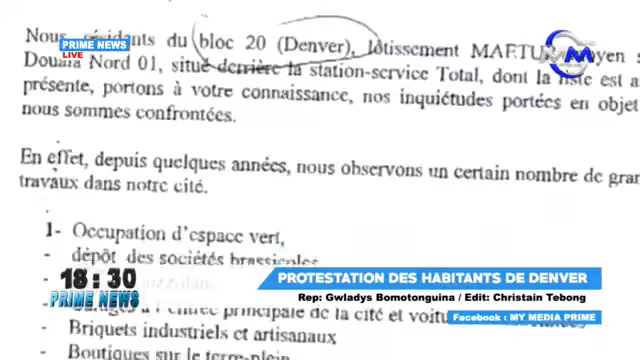 PRIME NEWS
LIVE
Nous résidents du bloc 20 (Denver), lotissement MAETUR
Douala Nord 01, situé derrière la station-service Total, dont la liste est
présente, portons à votre connaissance, nos inquiétudes portées en objet
nous sommes confrontées.
En effet, depuis quelques années, nous observons un certain nombre de
travaux dans notre cité.
1- Occupation d'espace vert,
- dépôt des sociétés brassicoles
18:30
PRIME NEWS
PROTESTATION DES HABITANTS DE DENVER
Rep: Gwladys Bomotonguina / Edit: Christain Tebong
Facebook : MY MEDIA PRIME
à l'entrée principale de la cité et
- Briques industriels et artisanaux
- Boutiques sur le terre-plein